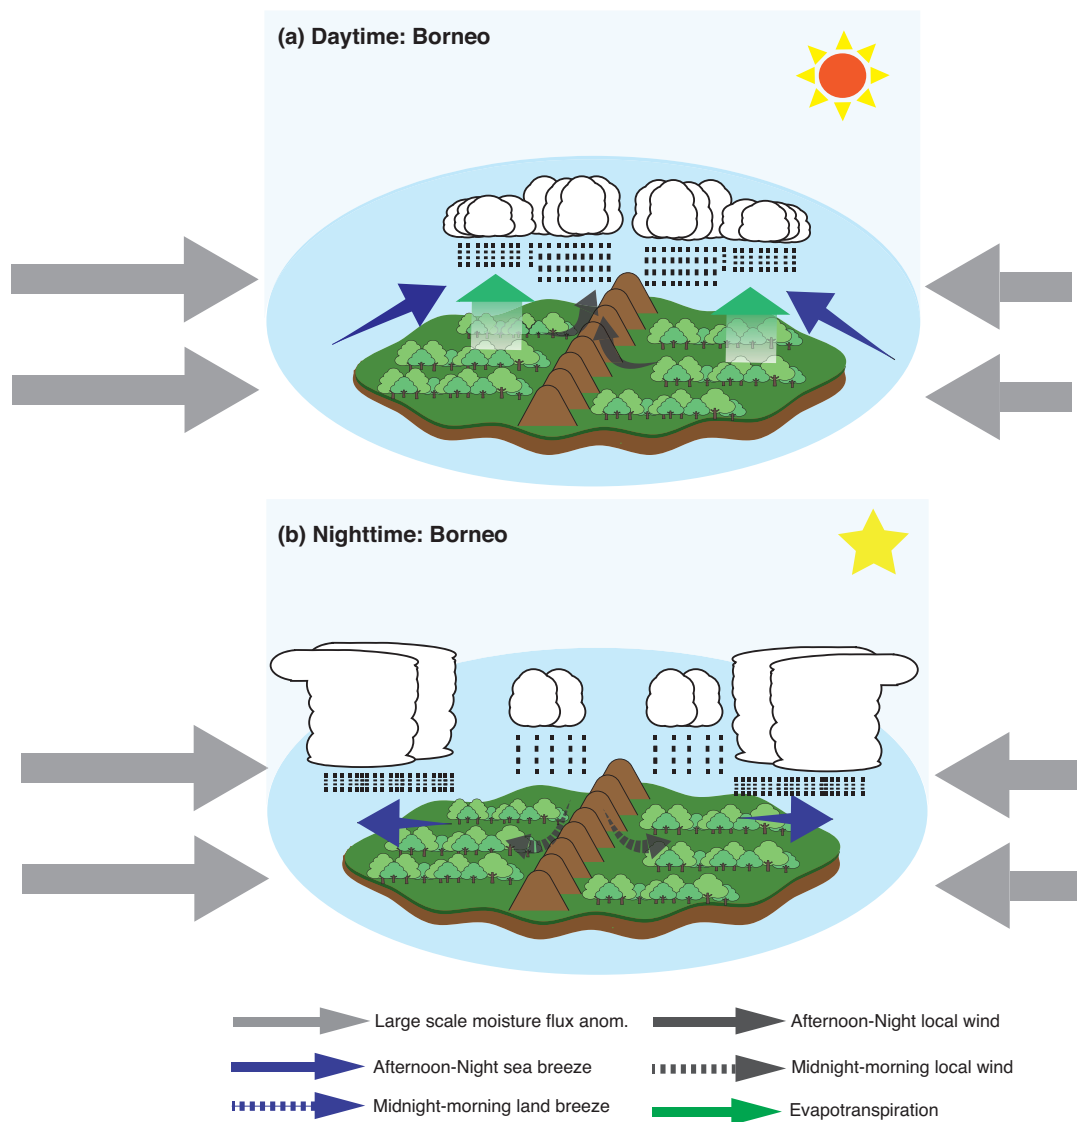 (a) Daytime: Borneo
(b) Nighttime: Borneo
Large scale moisture flux anom.
Afternoon-Night local wind
Afternoon-Night sea breeze
Midnight-morning local wind
Midnight-morning land breeze
Evapotranspiration